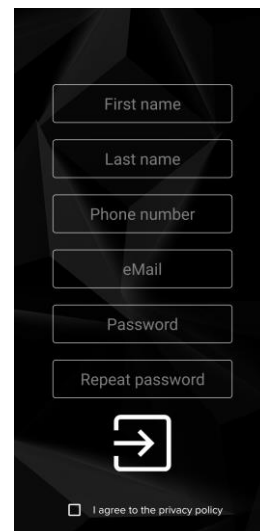 First name
Last name
Phone number
eMail
Password
Repeat password
I agree to the privacy policy